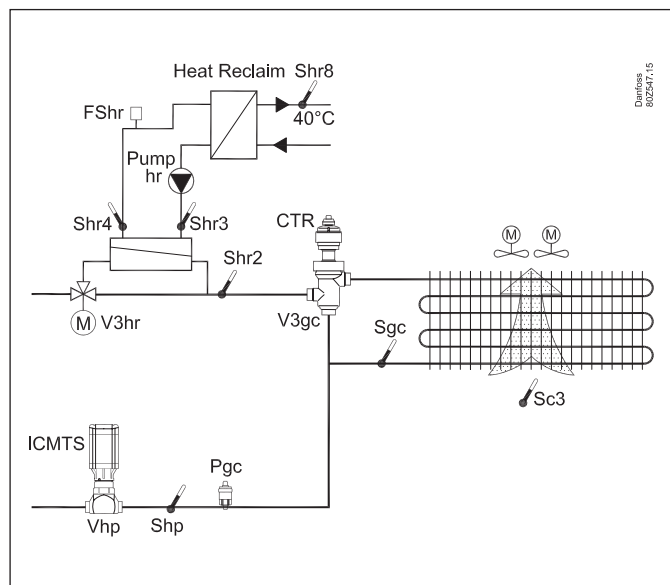 Heat Reclaim
Shr8
FShr
40°C
Pump
hr
Shr4
Shr3
CTR
M
M
Shr2
V3hr
M
V3gc
Sgc
Sc3
ICMTS
Pgc
Vhp
Shp
Danfoss
80Z547.15